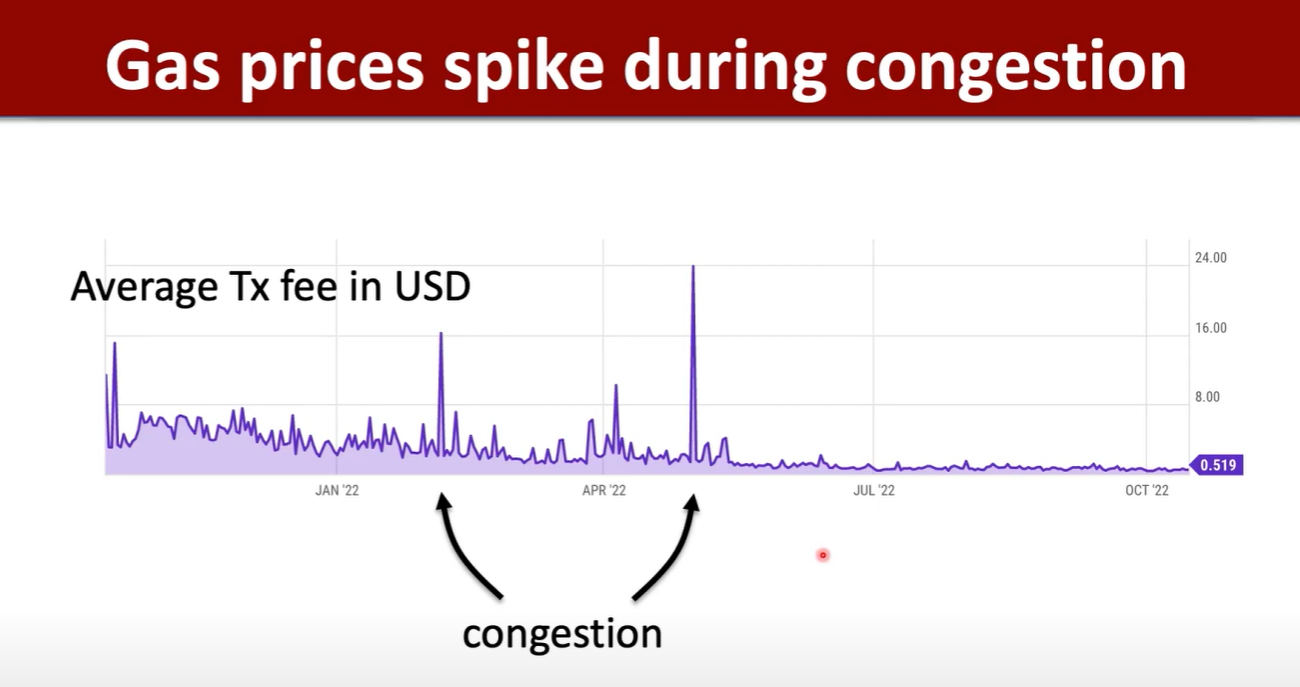 Gas prices spike during congestion
Average Tx fee in USD
24.00
16.00
8.00
0.519
JAN '22
APR '22
JUL '22
OCT '22
congestion